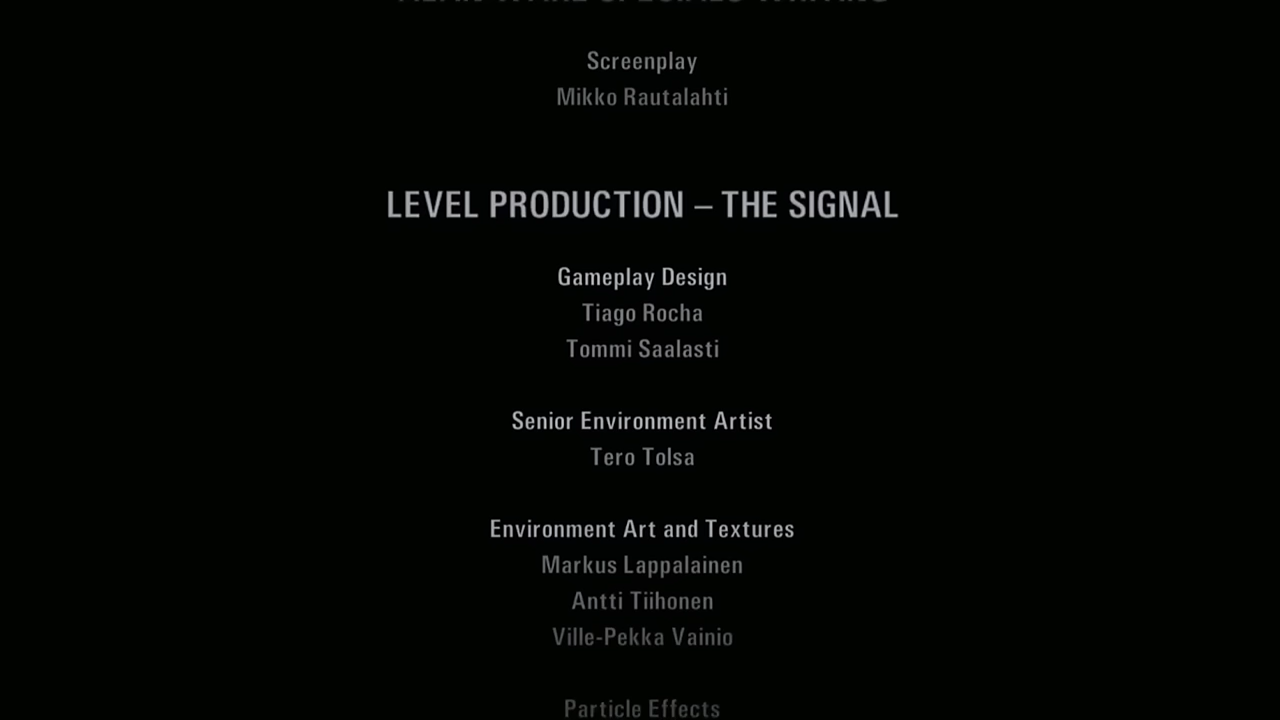 Screenplay
Mikko Rautalahti
LEVEL PRODUCTION – THE SIGNAL
Gameplay Design
Tiago Rocha
Tommi Saalasti
Senior Environment Artist
Tero Tolsa
Environment Art and Textures
Markus Lappalainen
Antti Tiihonen
Ville-Pekka Vainio
Particle Effects